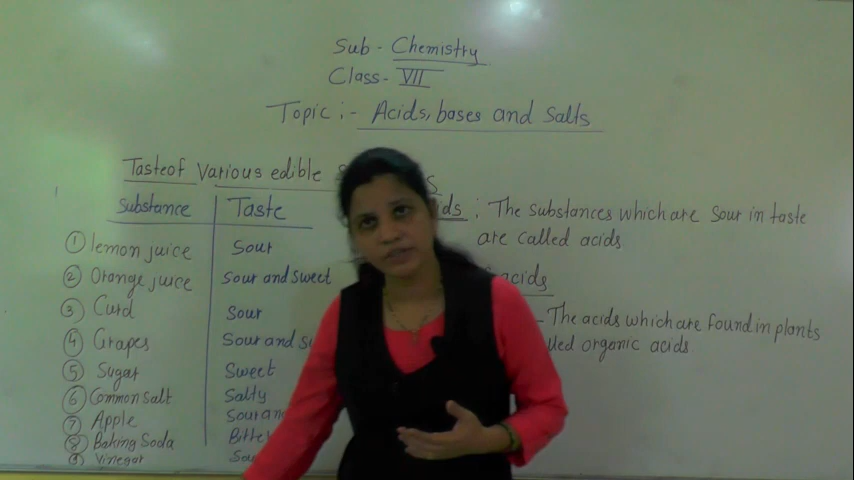 Sub - Chemistry
Class - VII
Topic :- Acids, bases and Salts
Taste of Various edible
Substance Taste
① lemon juice Sour
② Orange juice Sour and sweet
③ Curd Sour
④ Grapes Sour and
⑤ Sugar Sweet
⑥ Common Salt Salty
⑦ Apple
⑧ Baking Soda
⑨ Vinegar
: The Substances which are Sour in taste
are called acids
acids
- The acids which are found in plants
organic acids.